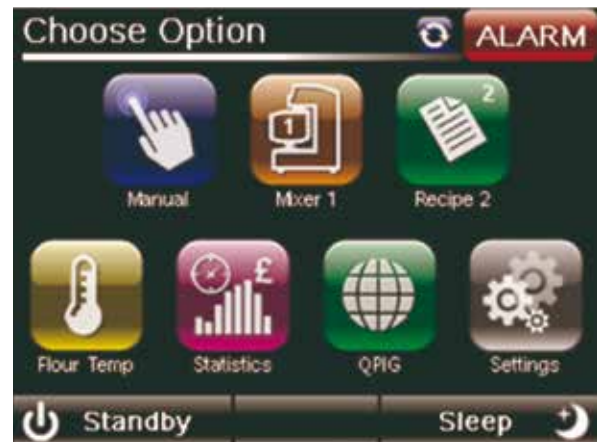 Choose Option
ALARM
1
2
Manual
Mixer 1
Recipe 2
£
Flour Temp
Statistics
QPIG
Settings
Standby
Sleep